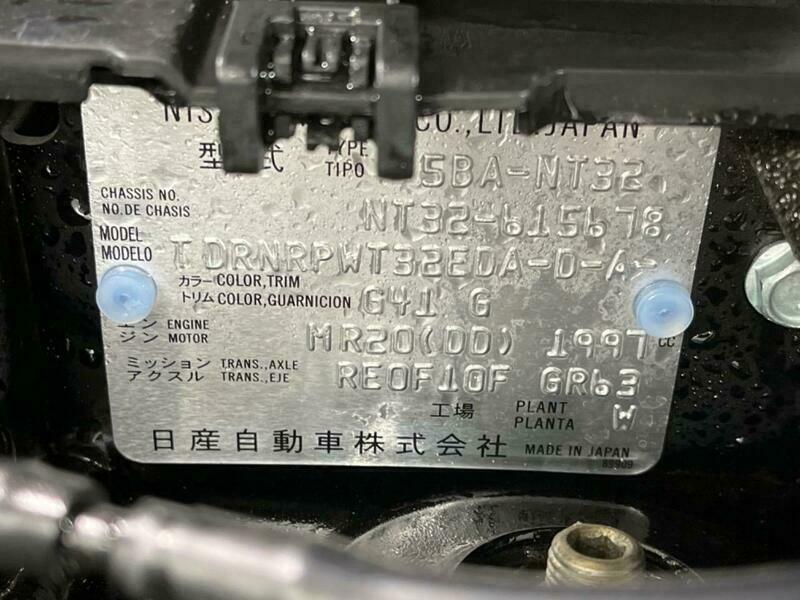 CO., LTD. JAPAN
型 式 TYPE TIPO 5BA-NT32
CHASSIS NO.
NO. DE CHASIS NT32-615678
MODEL
MODELO TDRNRPWT32EDA-D-A-
カラー COLOR, TRIM
トリム COLOR, GUARNICION G41 G
エンジン ENGINE MOTOR MR20(DD) 1997 CC
ミッション TRANS., AXLE
アクスル TRANS., EJE RE0F10F GR63
工場 PLANT PLANTA W
日産自動車株式会社 MADE IN JAPAN